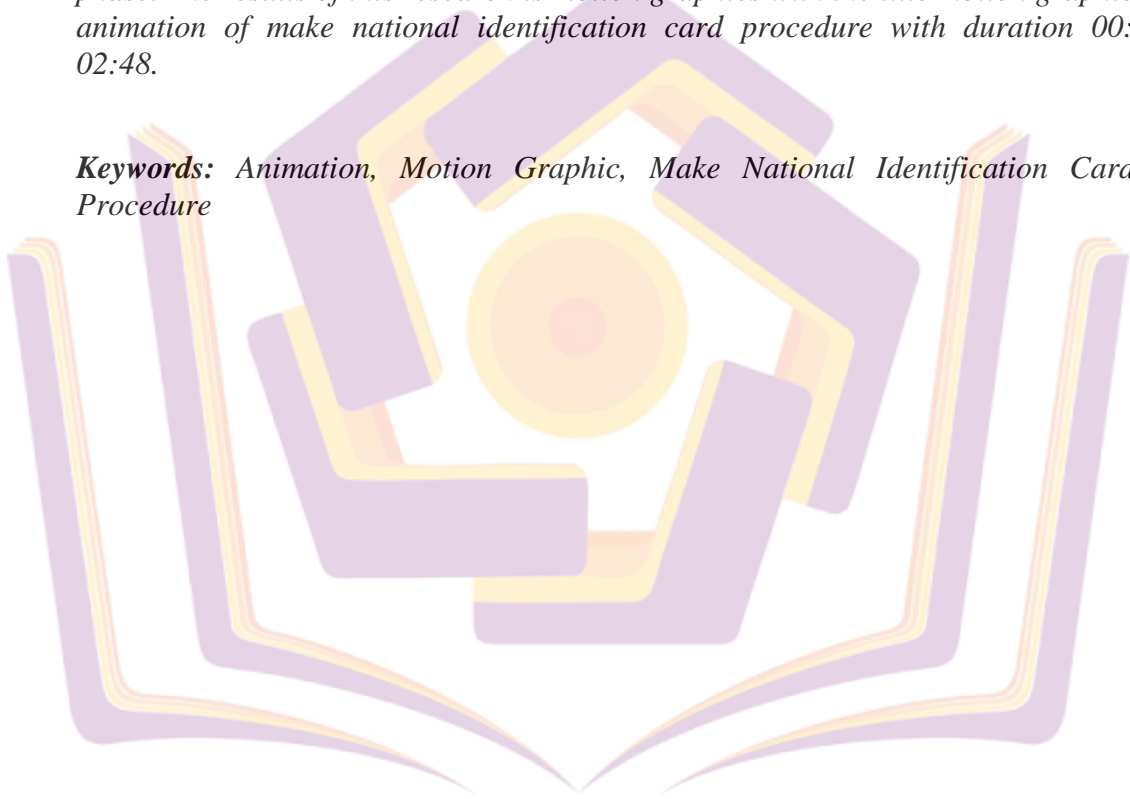 animation of make national identification card procedure with duration 00:
02:48.
Keywords: Animation, Motion Graphic, Make National Identification Card
Procedure